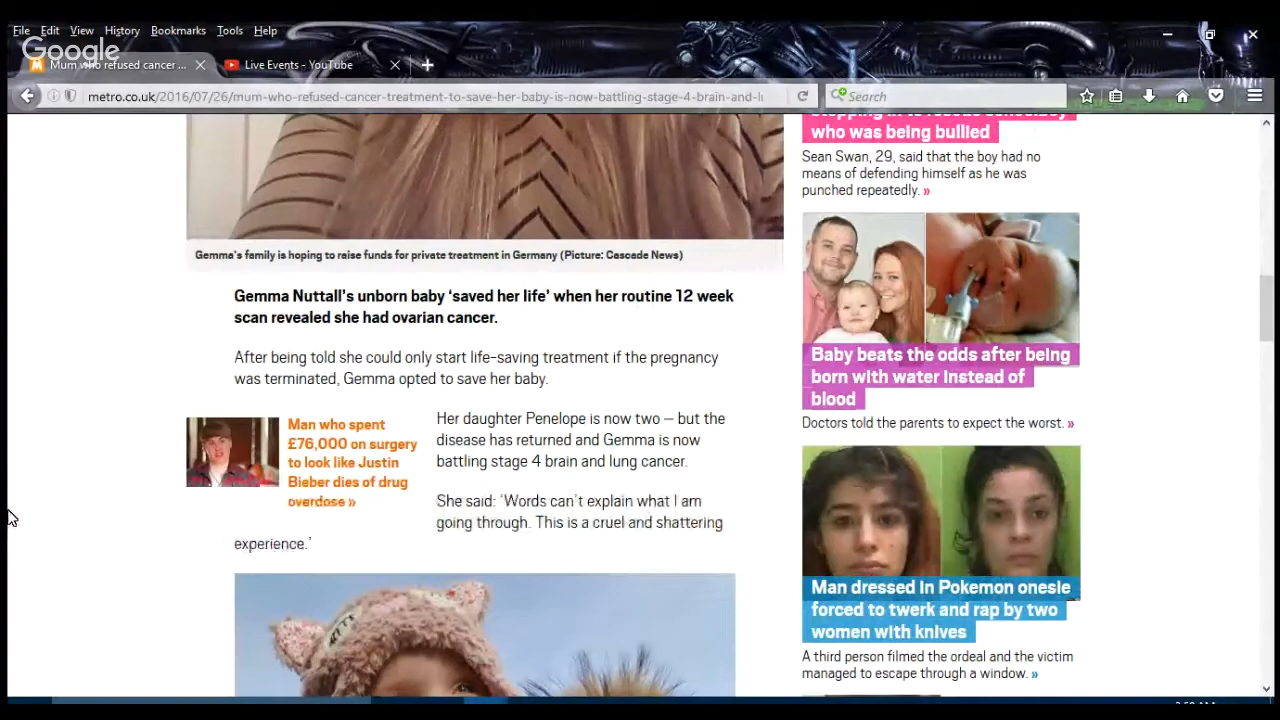 File Edit View History Bookmarks Tools Help
Google
Mum who refused cancer ...
Live Events - YouTube
metro.co.uk/2016/07/26/mum-who-refused-cancer-treatment-to-save-her-baby-is-now-battling-stage-4-brain-and-lu
Search
who was being bullied
Sean Swan, 29, said that the boy had no
means of defending himself as he was
punched repeatedly. »
Gemma's family is hoping to raise funds for private treatment in Germany (Picture: Cascade News)
Gemma Nuttall's unborn baby ‘saved her life’ when her routine 12 week
scan revealed she had ovarian cancer.
After being told she could only start life-saving treatment if the pregnancy
was terminated, Gemma opted to save her baby.
Man who spent
£76,000 on surgery
to look like Justin
Bieber dies of drug
overdose »
Her daughter Penelope is now two – but the
disease has returned and Gemma is now
battling stage 4 brain and lung cancer.
She said: ‘Words can’t explain what I am
going through. This is a cruel and shattering
experience.’
Baby beats the odds after being
born with water instead of
blood
Doctors told the parents to expect the worst. »
Man dressed in Pokemon onesie
forced to twerk and rap by two
women with knives
A third person filmed the ordeal and the victim
managed to escape through a window. »